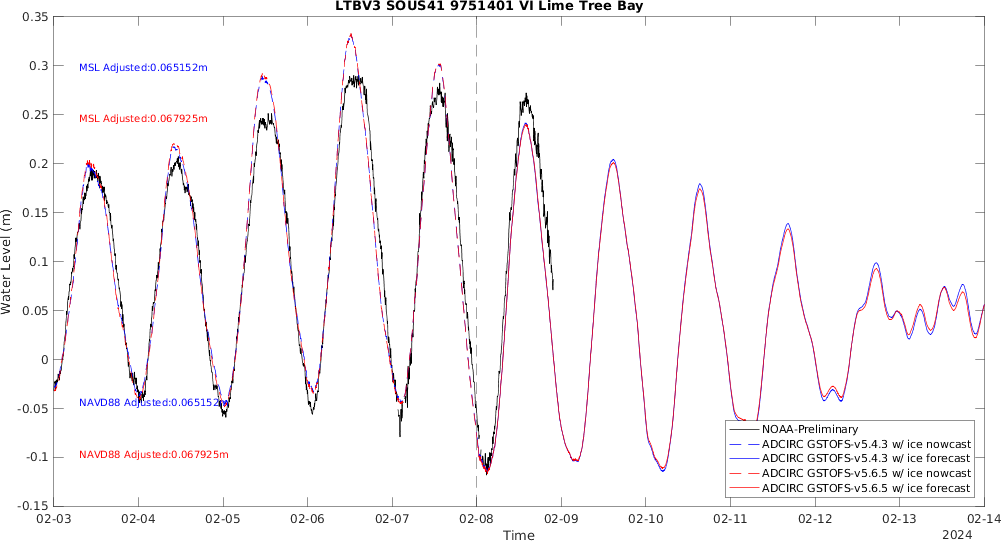 LTBV3 SOUS41 9751401 VI Lime Tree Bay
0.35
0.3
0.25
0.2
0.15
0.1
0.05
0
-0.05
-0.1
-0.15
Water Level (m)
MSL Adjusted:0.065152m
MSL Adjusted:0.067925m
NAVD88 Adjusted:0.065152m
NAVD88 Adjusted:0.067925m
NOAA-Preliminary
ADCIRC GSTOFS-v5.4.3 w/ ice nowcast
ADCIRC GSTOFS-v5.4.3 w/ ice forecast
ADCIRC GSTOFS-v5.6.5 w/ ice nowcast
ADCIRC GSTOFS-v5.6.5 w/ ice forecast
02-03 02-04 02-05 02-06 02-07 02-08 02-09 02-10 02-11 02-12 02-13 02-14
Time
2024